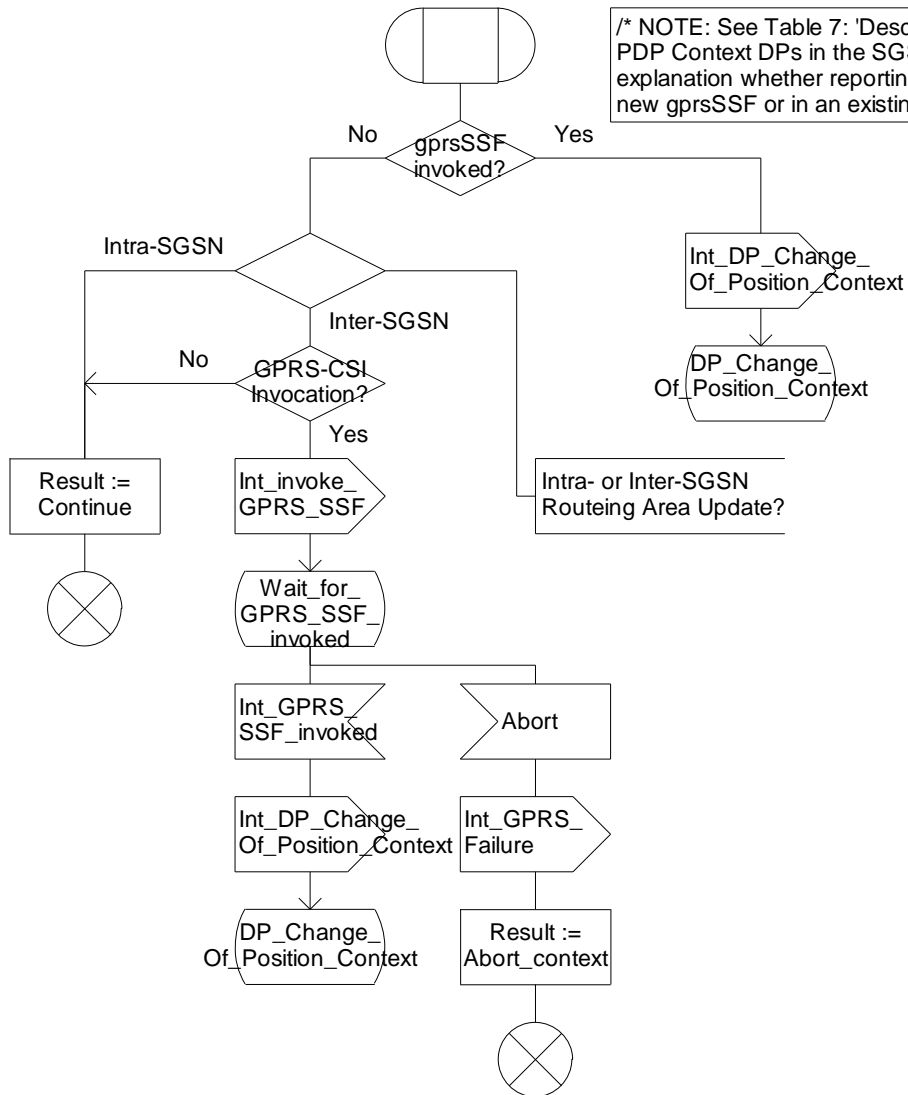 /* NOTE: See Table 7: 'Desc
PDP Context DPs in the SGS
explanation whether reportin
new gprsSSF or in an existin
No
gprsSSF
invoked?
Yes
Intra-SGSN
Int_DP_Change_
Of_Position_Context
Inter-SGSN
No
GPRS-CSI
Invocation?
DP_Change_
Of_Position_Context
Yes
Result :=
Continue
Int_invoke_
GPRS_SSF
Intra- or Inter-SGSN
Routeing Area Update?
Wait_for_
GPRS_SSF_
invoked
Int_GPRS_
SSF_invoked
Abort
Int_DP_Change_
Of_Position_Context
Int_GPRS_
Failure
DP_Change_
Of_Position_Context
Result :=
Abort_context